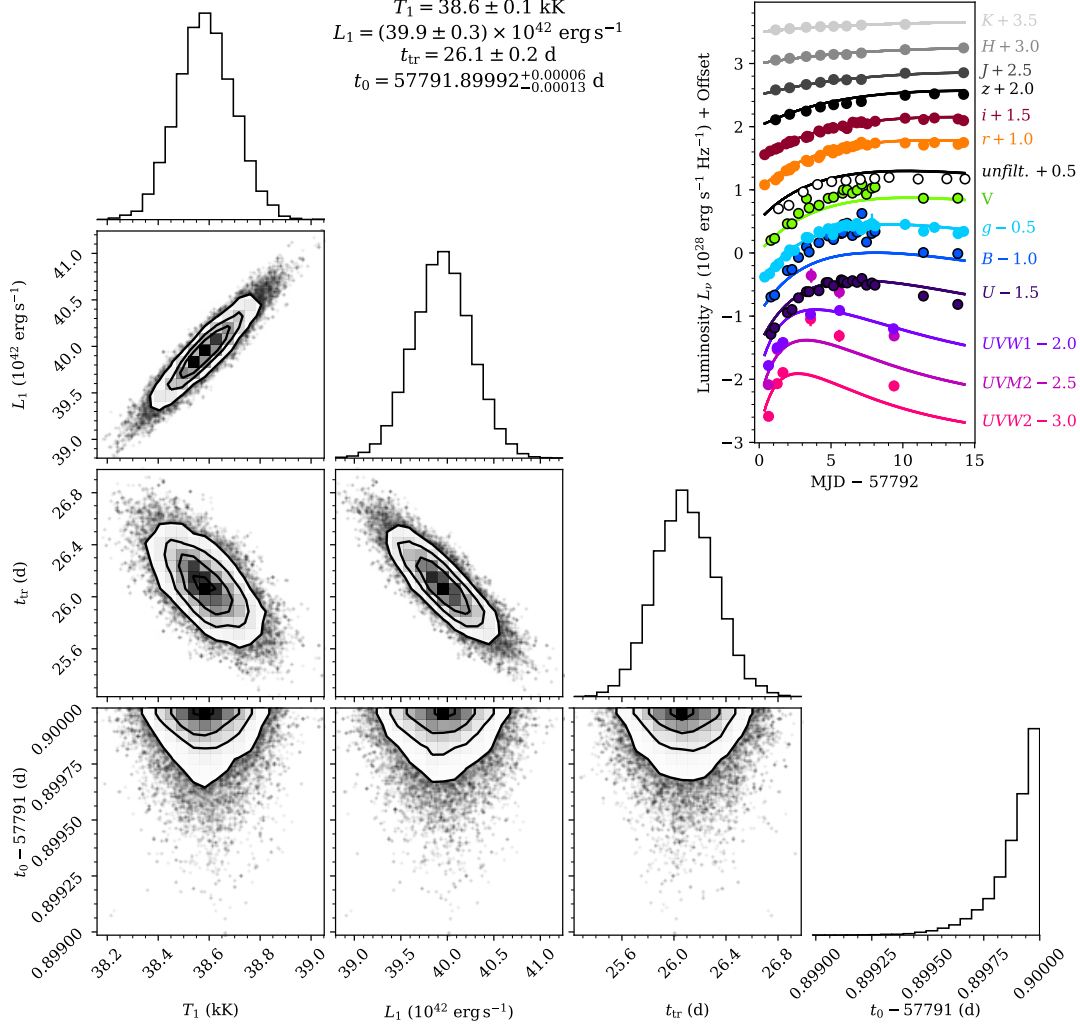 T₁ = 38.6 ± 0.1 kK
L₁ = (39.9 ± 0.3) × 10⁴² erg s⁻¹
t_tr = 26.1 ± 0.2 d
t₀ = 57791.89992 +0.00006 −0.00013 d
Luminosity L_ν (10²⁸ erg s⁻¹ Hz⁻¹) + Offset
3
2
1
0
−1
−2
−3
0 5 10 15
MJD − 57792
K + 3.5
H + 3.0
J + 2.5
z + 2.0
i + 1.5
r + 1.0
unfilt. + 0.5
V
g − 0.5
B − 1.0
U − 1.5
UVW1 − 2.0
UVM2 − 2.5
UVW2 − 3.0
L₁ (10⁴² erg s⁻¹)
41.0
40.5
40.0
39.5
39.0
t_tr (d)
26.8
26.4
26.0
25.6
t₀ − 57791 (d)
0.90000
0.89975
0.89950
0.89925
0.89900
38.2 38.4 38.6 38.8 39.0
T₁ (kK)
39.0 39.5 40.0 40.5 41.0
L₁ (10⁴² erg s⁻¹)
25.6 26.0 26.4 26.8
t_tr (d)
0.89900 0.89925 0.89950 0.89975 0.90000
t₀ − 57791 (d)